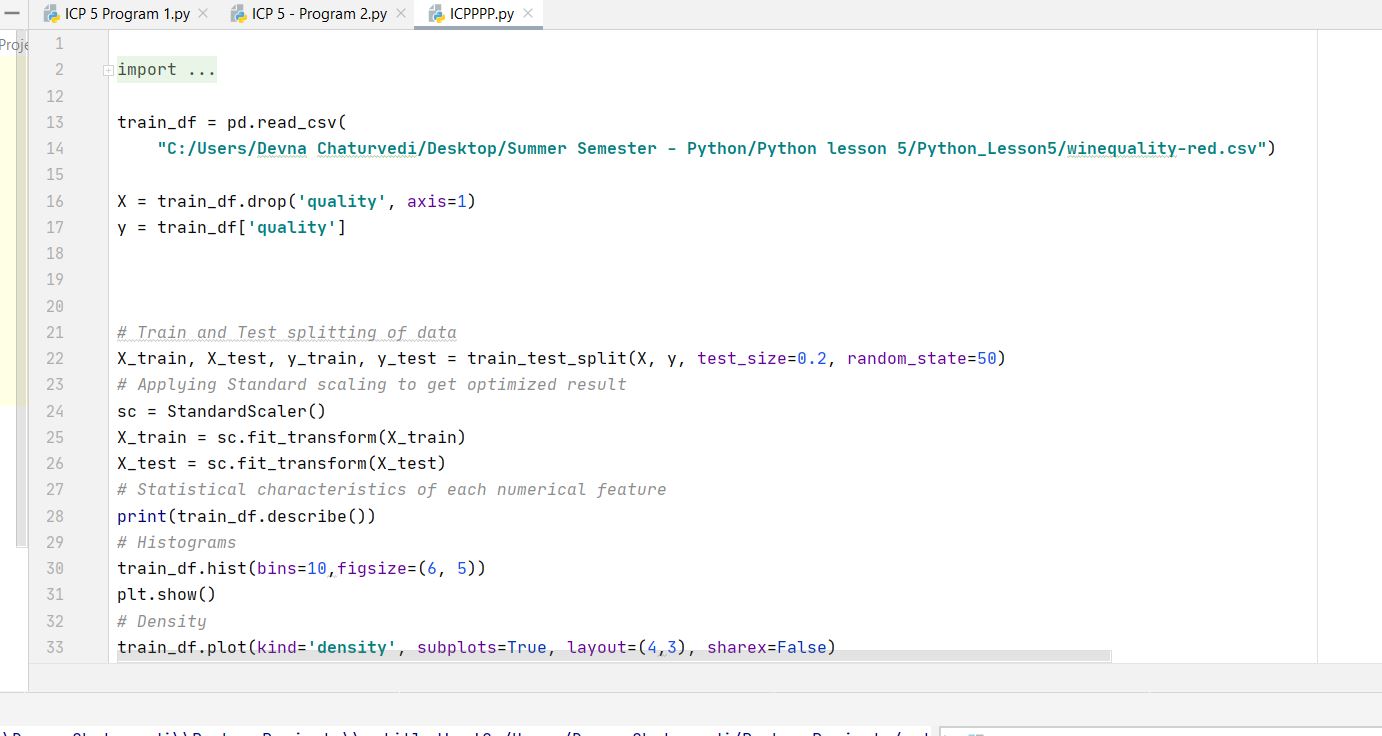 ICP 5 Program 1.py ICP 5 - Program 2.py ICPPPP.py
Proje
1
2 import ...
12
13 train_df = pd.read_csv(
14 "C:/Users/Devna Chaturvedi/Desktop/Summer Semester - Python/Python lesson 5/Python_Lesson5/winequality-red.csv")
15
16 X = train_df.drop('quality', axis=1)
17 y = train_df['quality']
18
19
20
21 # Train and Test splitting of data
22 X_train, X_test, y_train, y_test = train_test_split(X, y, test_size=0.2, random_state=50)
23 # Applying Standard scaling to get optimized result
24 sc = StandardScaler()
25 X_train = sc.fit_transform(X_train)
26 X_test = sc.fit_transform(X_test)
27 # Statistical characteristics of each numerical feature
28 print(train_df.describe())
29 # Histograms
30 train_df.hist(bins=10,figsize=(6, 5))
31 plt.show()
32 # Density
33 train_df.plot(kind='density', subplots=True, layout=(4,3), sharex=False)